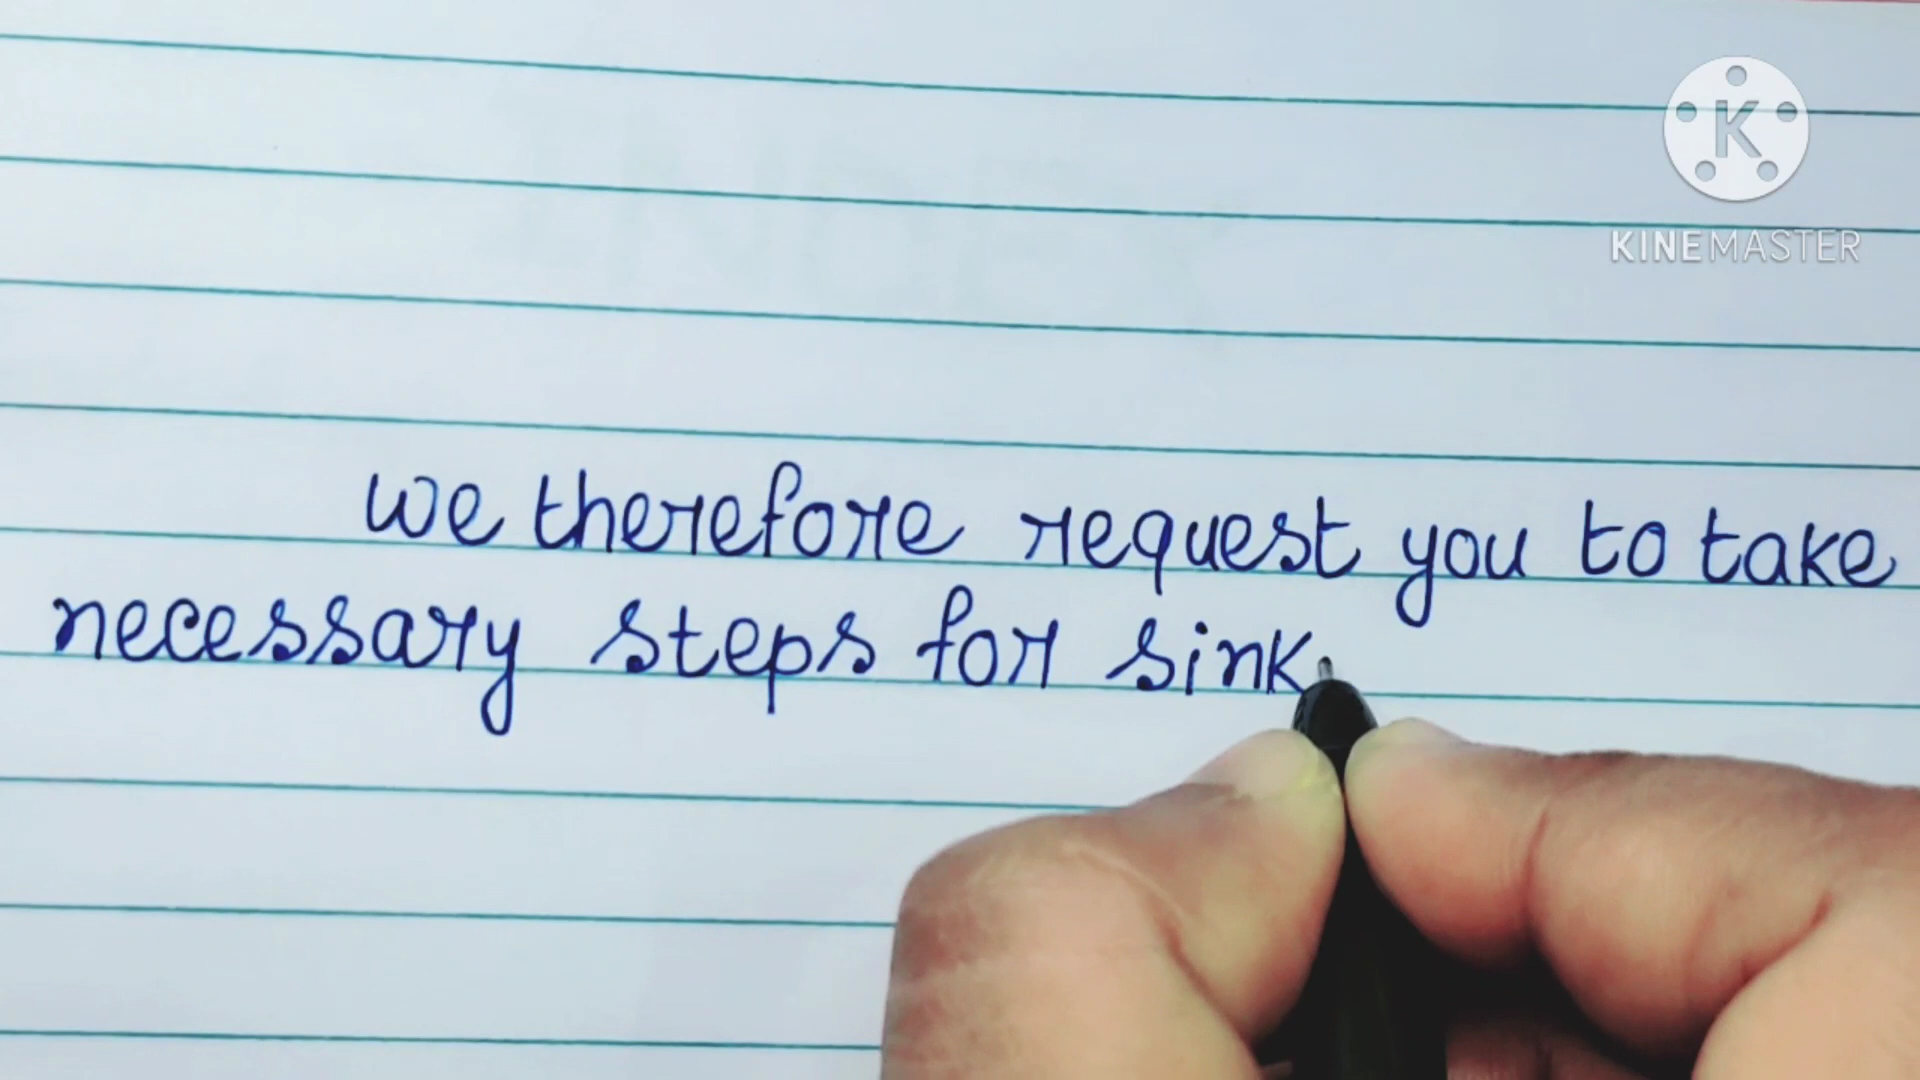 K
KINEMASTER
we therefore request you to take
necessary steps for sink